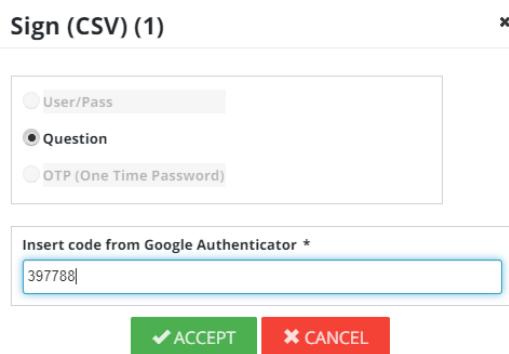 Sign (CSV) (1)
User/Pass
Question
OTP (One Time Password)
Insert code from Google Authenticator *
397788
ACCEPT
CANCEL